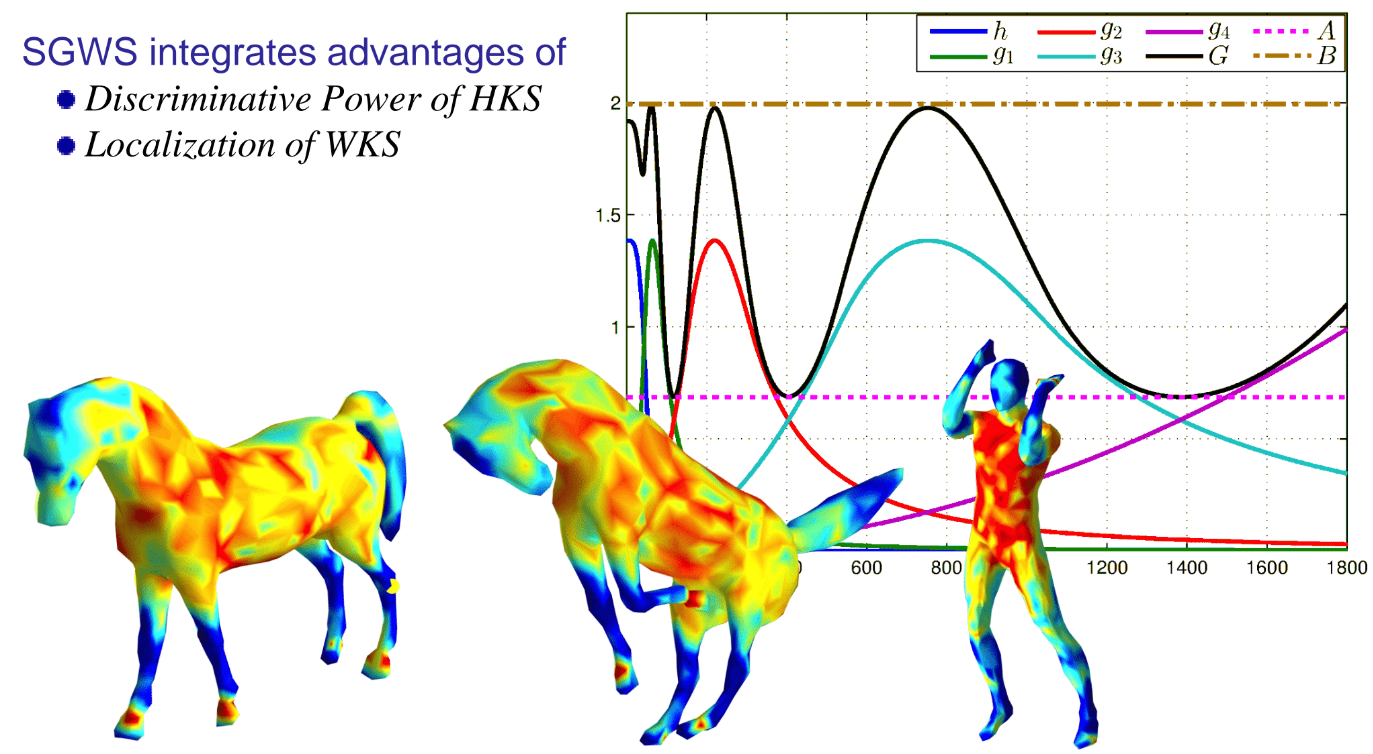 SGWS integrates advantages of
Discriminative Power of HKS
Localization of WKS
h g₂ g₄ A
g₁ g₃ G B
2
1.5
1
600 800 1200 1400 1600 1800